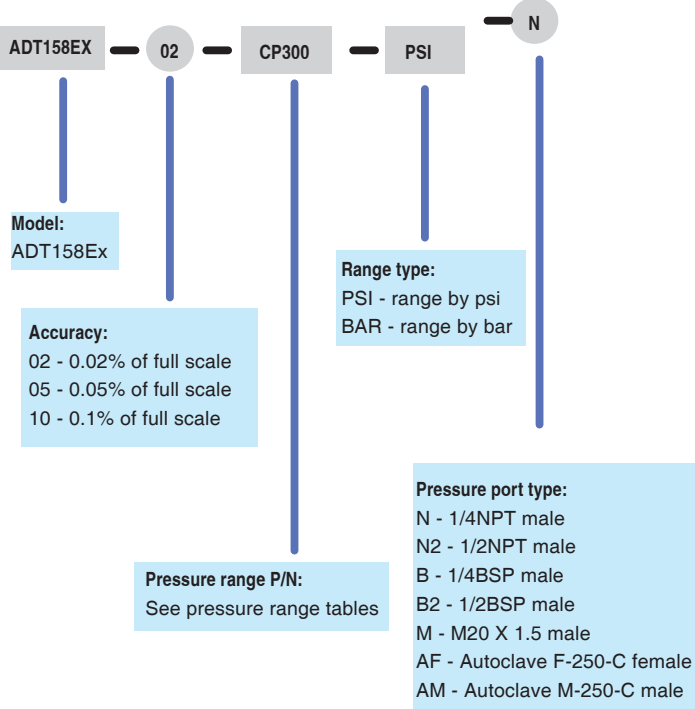 ADT158EX
02
CP300
PSI
N
Model:
ADT158Ex
Range type:
PSI - range by psi
BAR - range by bar
Accuracy:
02 - 0.02% of full scale
05 - 0.05% of full scale
10 - 0.1% of full scale
Pressure port type:
N - 1/4NPT male
N2 - 1/2NPT male
B - 1/4BSP male
B2 - 1/2BSP male
M - M20 X 1.5 male
AF - Autoclave F-250-C female
AM - Autoclave M-250-C male
Pressure range P/N:
See pressure range tables